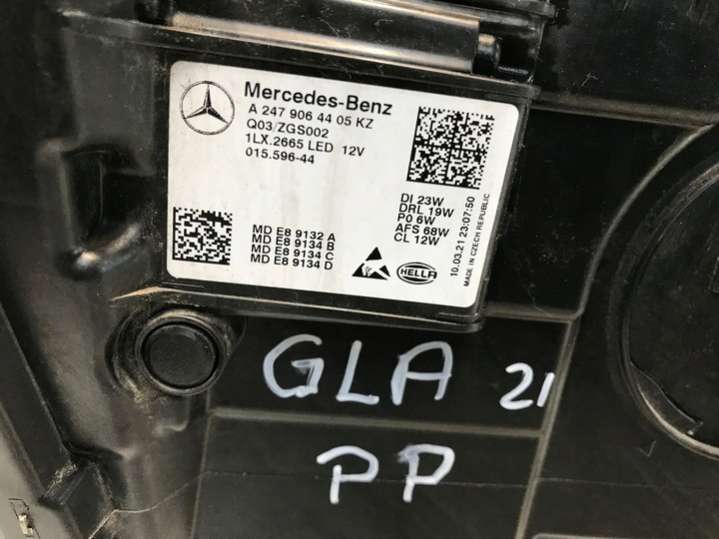 Mercedes-Benz
A 247 906 44 05 KZ
Q03/ZGS002
1LX.2665 LED 12V
015.596-44
DI 23W
DRL 19W
PO 6W
AFS 68W
CL 12W
10.03.21 23:07:50
MADE IN CZECH REPUBLIC
MD E8 9132 A
MD E8 9134 B
MD E8 9134 C
MD E8 9134 D
HELLA
GLA 21
PP